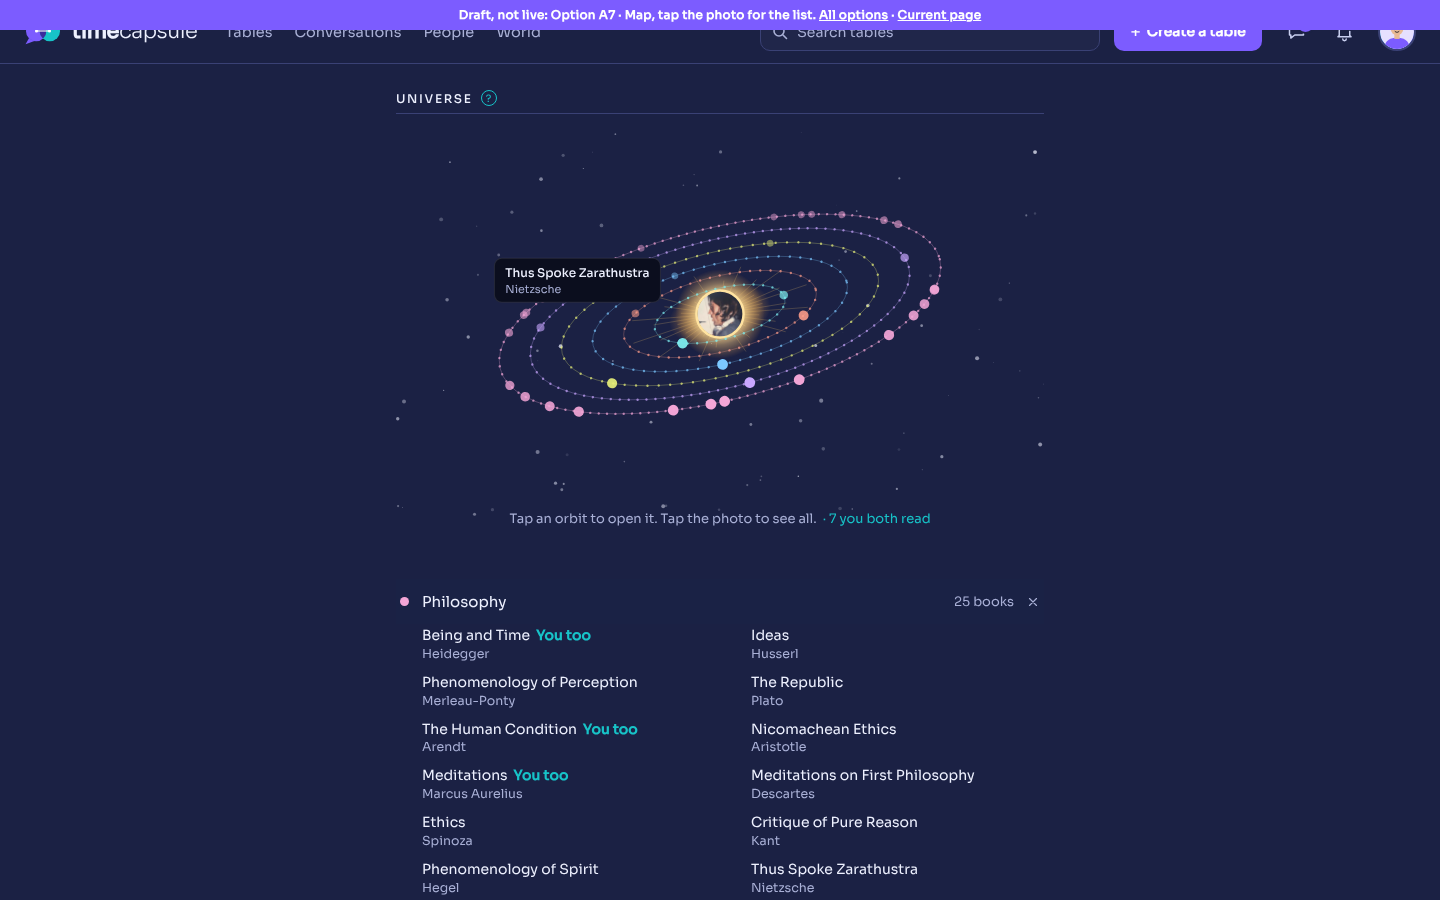 Draft, not live: Option A7 · Map, tap the photo for the list. All options · Current page
timecapsule
Tables
Conversations
People
World
Search tables
+ Create a table
UNIVERSE ?
Thus Spoke Zarathustra
Nietzsche
Tap an orbit to open it. Tap the photo to see all. · 7 you both read
Philosophy
25 books ×
Being and Time You too
Heidegger
Ideas
Husserl
Phenomenology of Perception
Merleau-Ponty
The Republic
Plato
The Human Condition You too
Arendt
Nicomachean Ethics
Aristotle
Meditations You too
Marcus Aurelius
Meditations on First Philosophy
Descartes
Ethics
Spinoza
Critique of Pure Reason
Kant
Phenomenology of Spirit
Hegel
Thus Spoke Zarathustra
Nietzsche